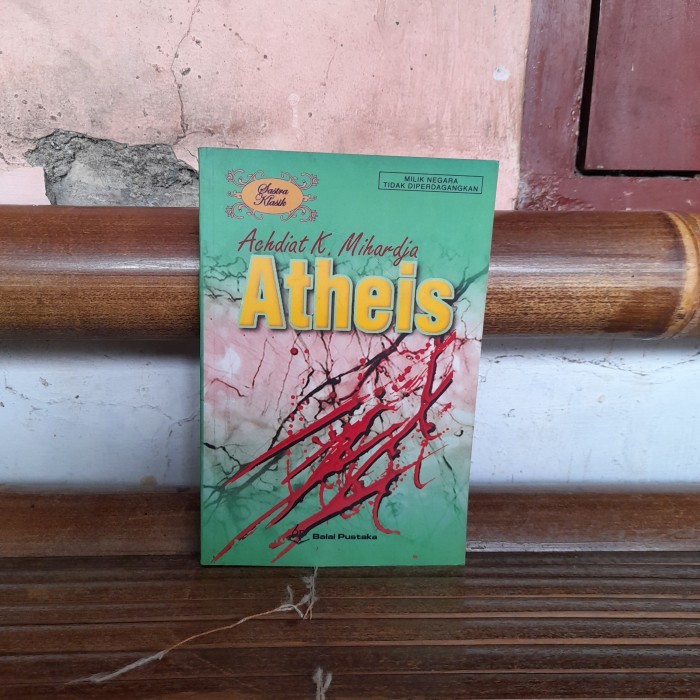 Sastra
Klasik
MILIK NEGARA
TIDAK DIPERDAGANGKAN
Achdiat K. Mihardja
Atheis
Balai Pustaka